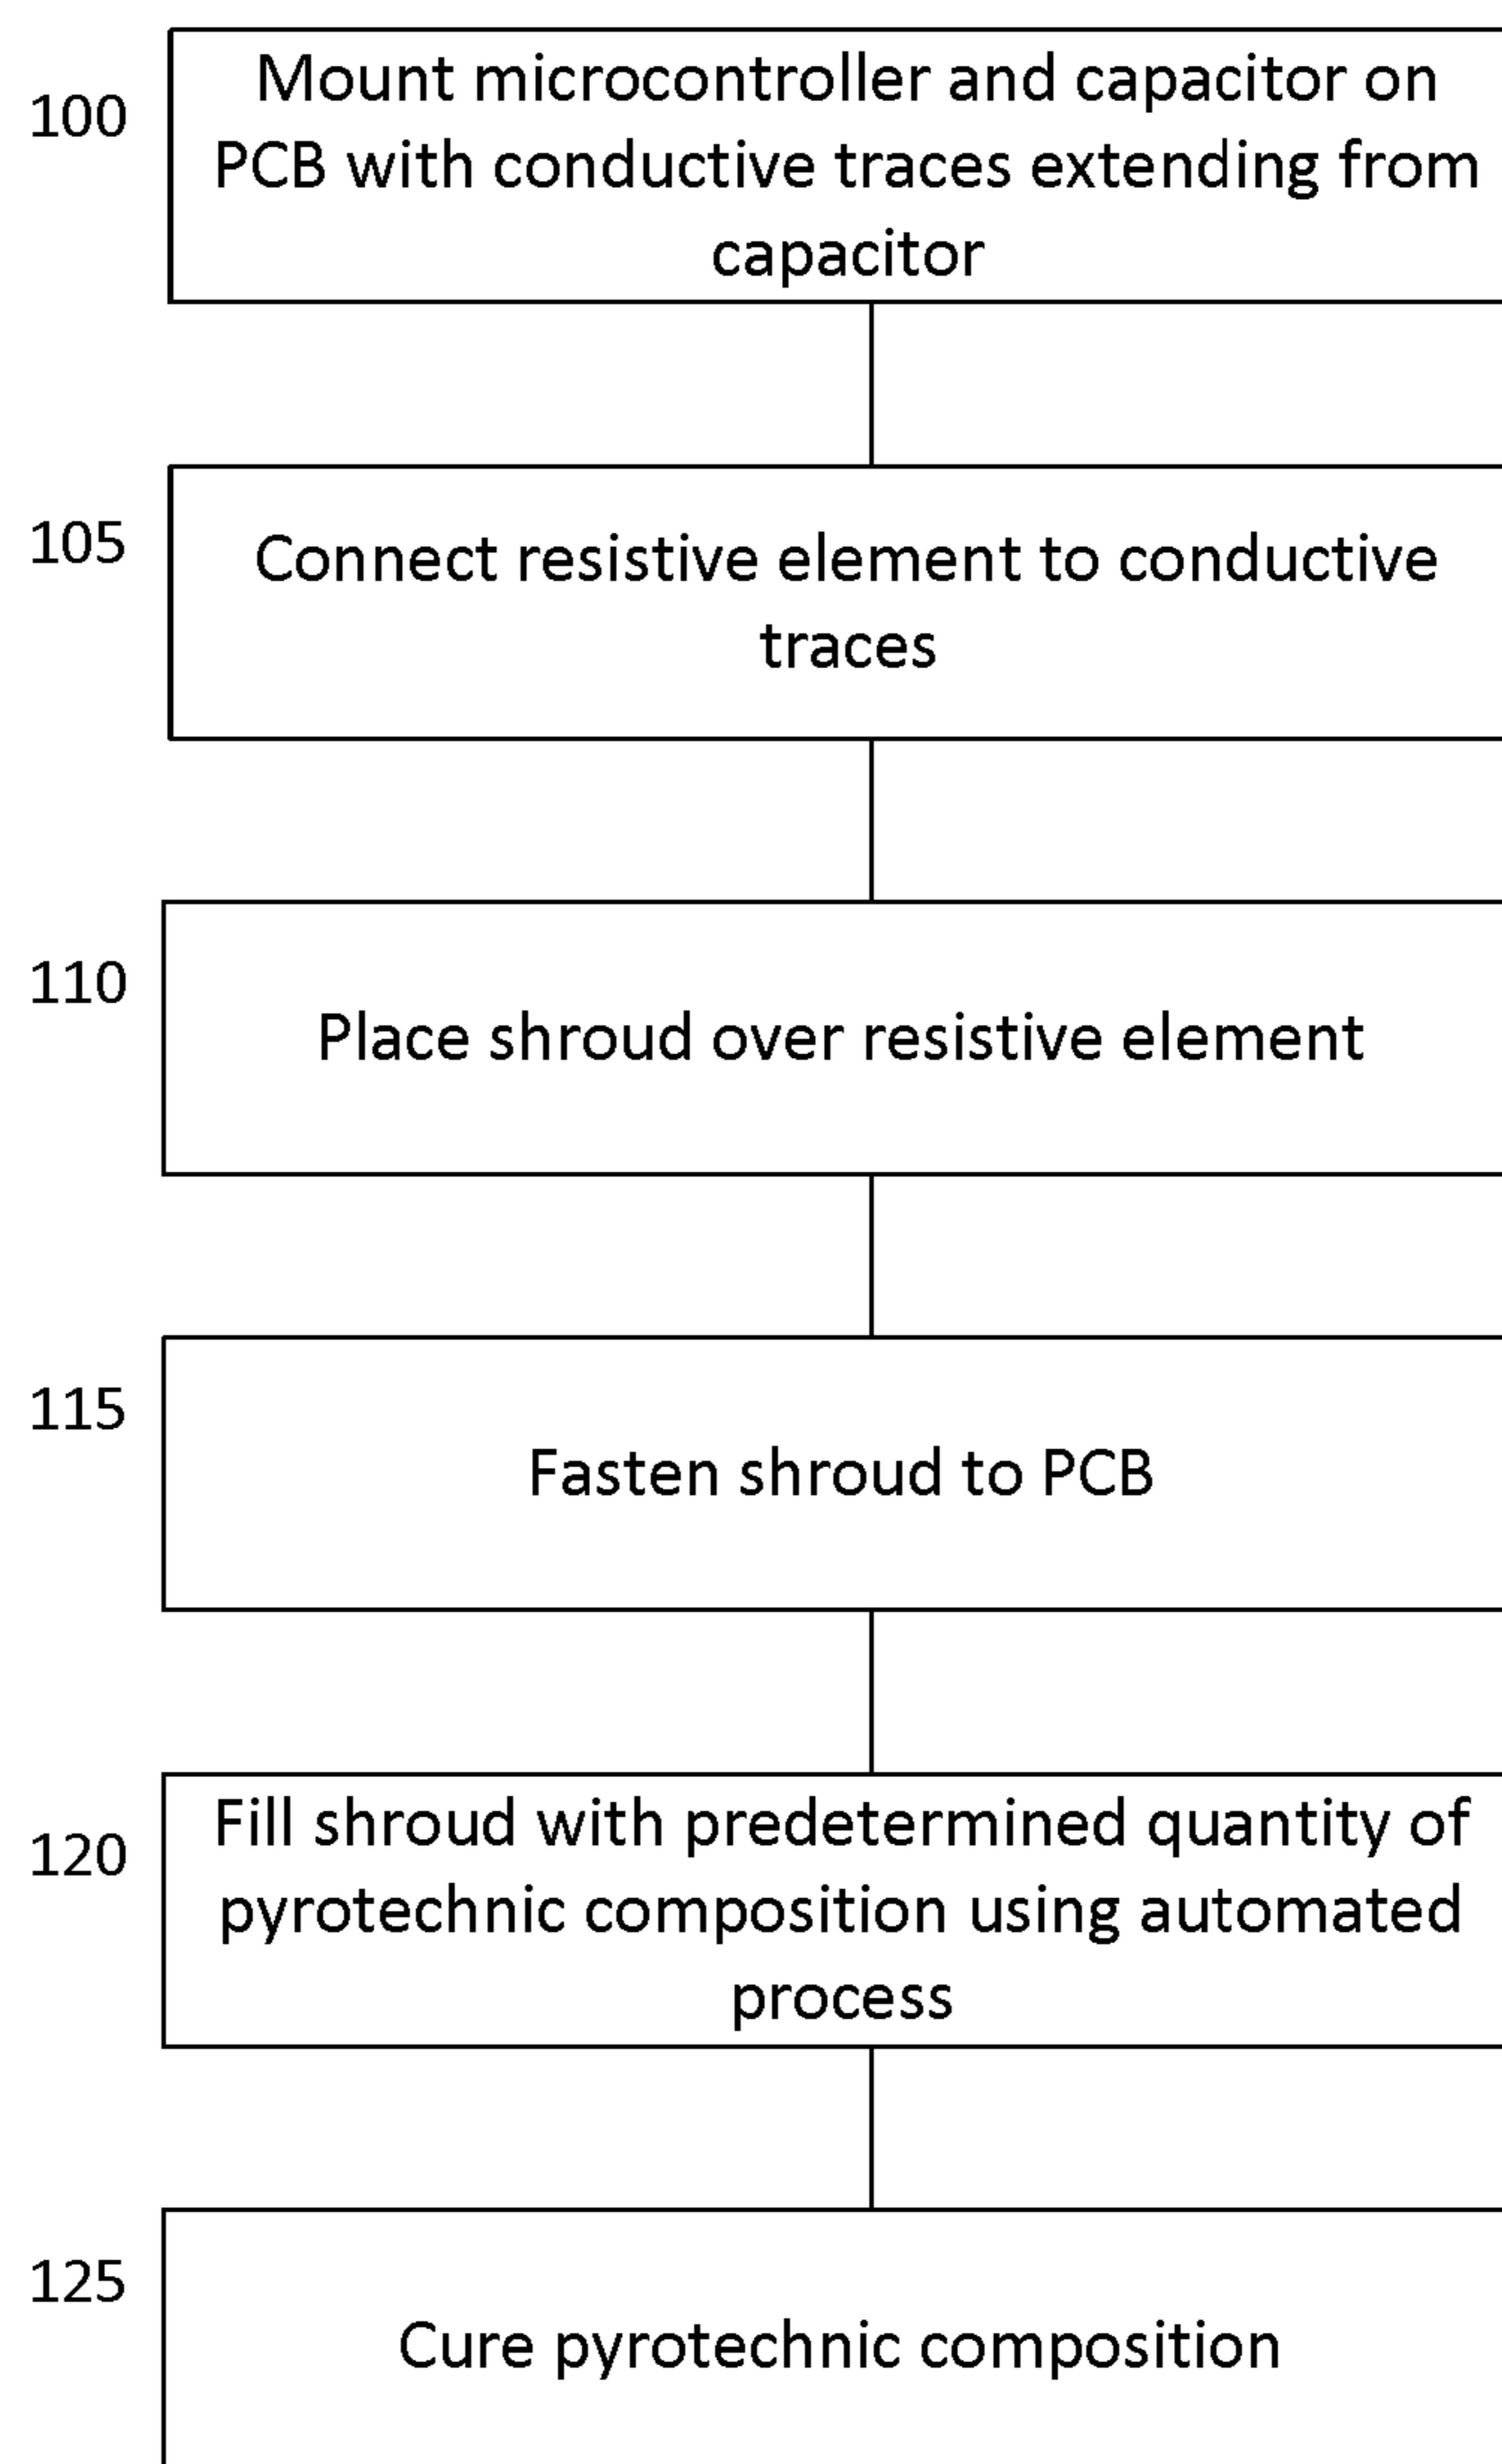 100
Mount microcontroller and capacitor on
PCB with conductive traces extending from
capacitor
105
Connect resistive element to conductive
traces
110
Place shroud over resistive element
115
Fasten shroud to PCB
120
Fill shroud with predetermined quantity of
pyrotechnic composition using automated
process
125
Cure pyrotechnic composition